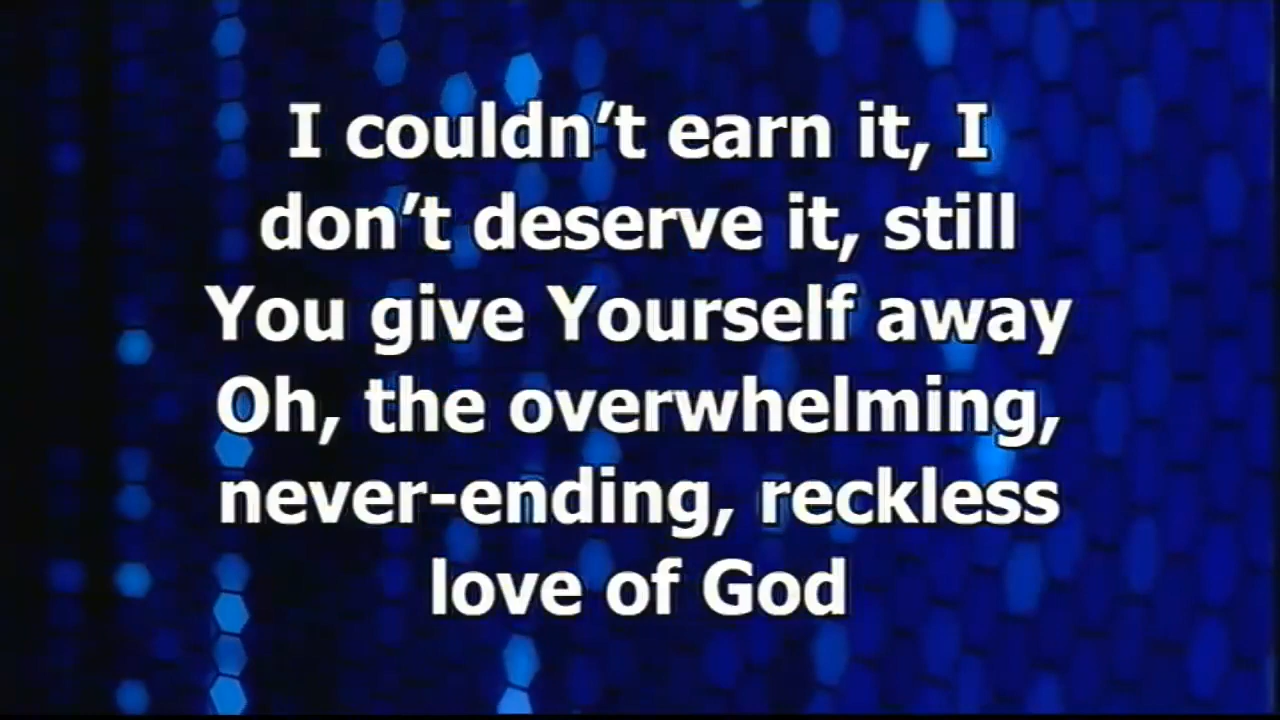 I couldn’t earn it, I
don’t deserve it, still
You give Yourself away
Oh, the overwhelming,
never-ending, reckless
love of God